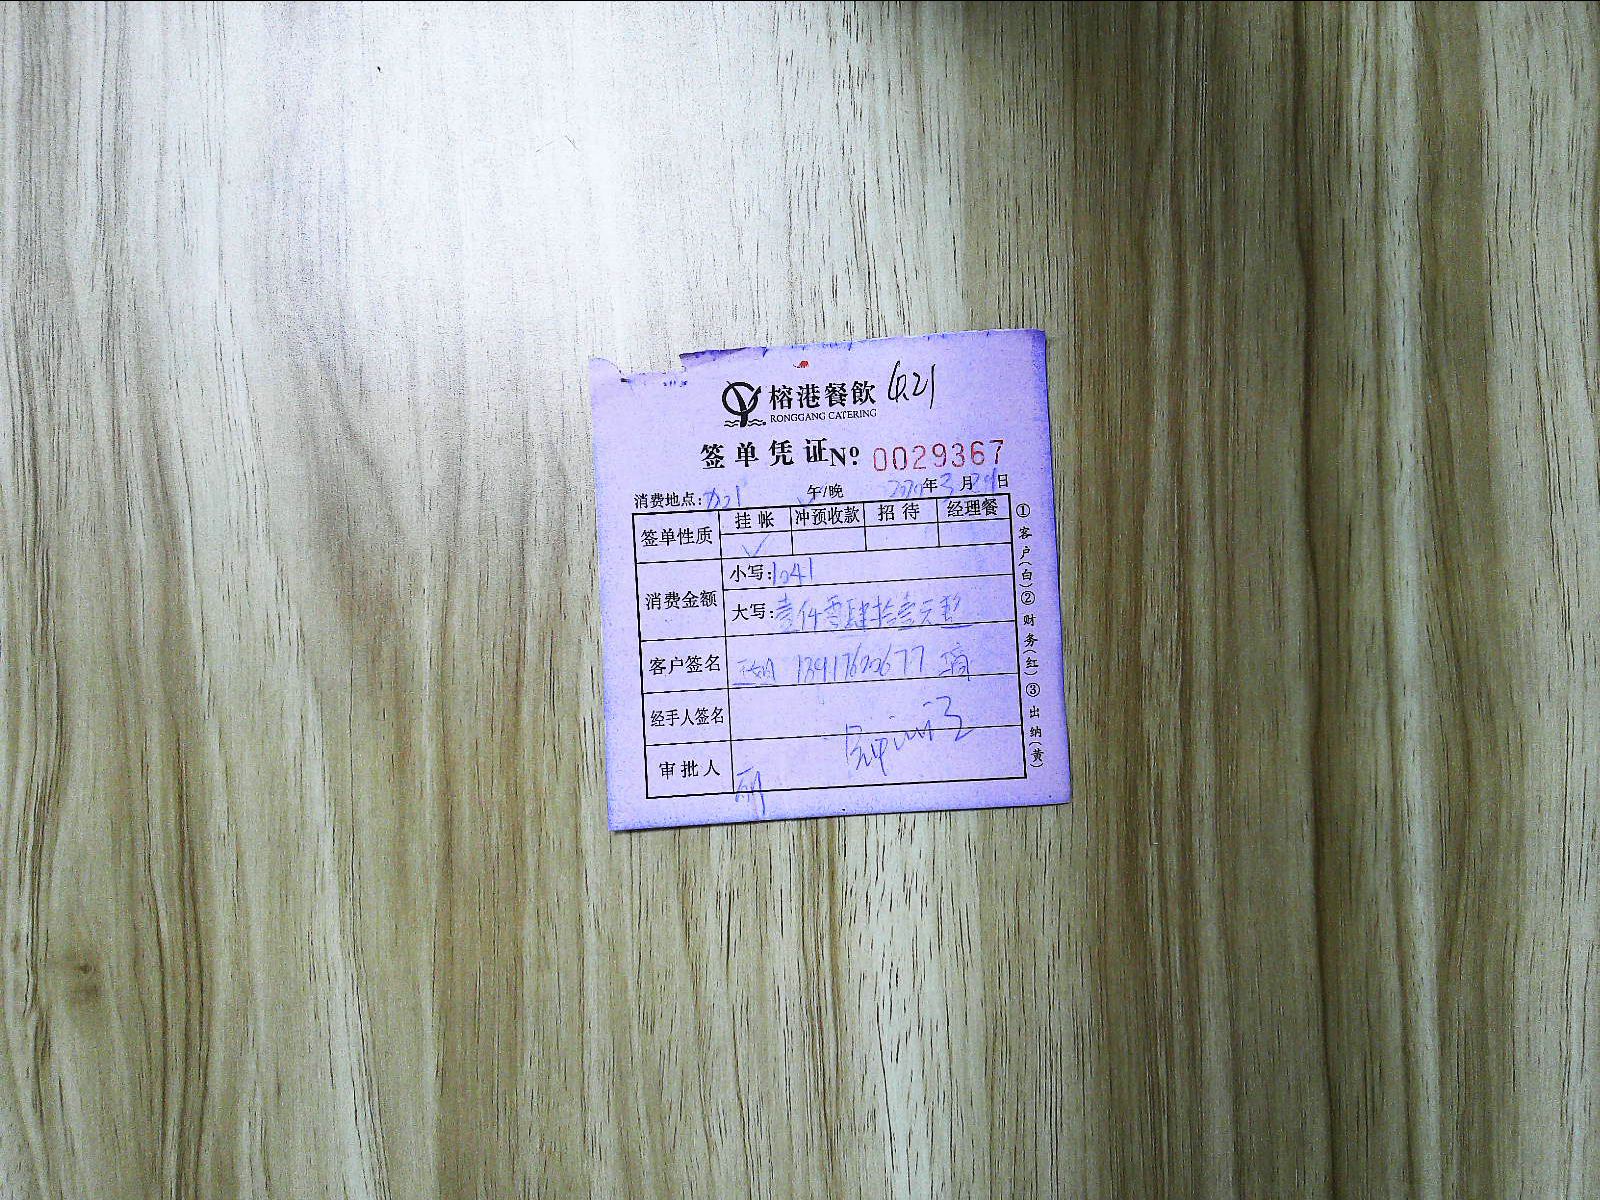 榕港餐飲 4.21
RONGGANG CATERING
签单凭证 Nº 0029367
消费地点: 午/晚 年3月 日
签单性质 挂帐 冲预收款 招待 经理餐
✓
消费金额 小写:1041
大写:壹仟零肆拾壹元整
客户签名
经手人签名
审批人
①客户(白)②财务(红)③出纳(黄)